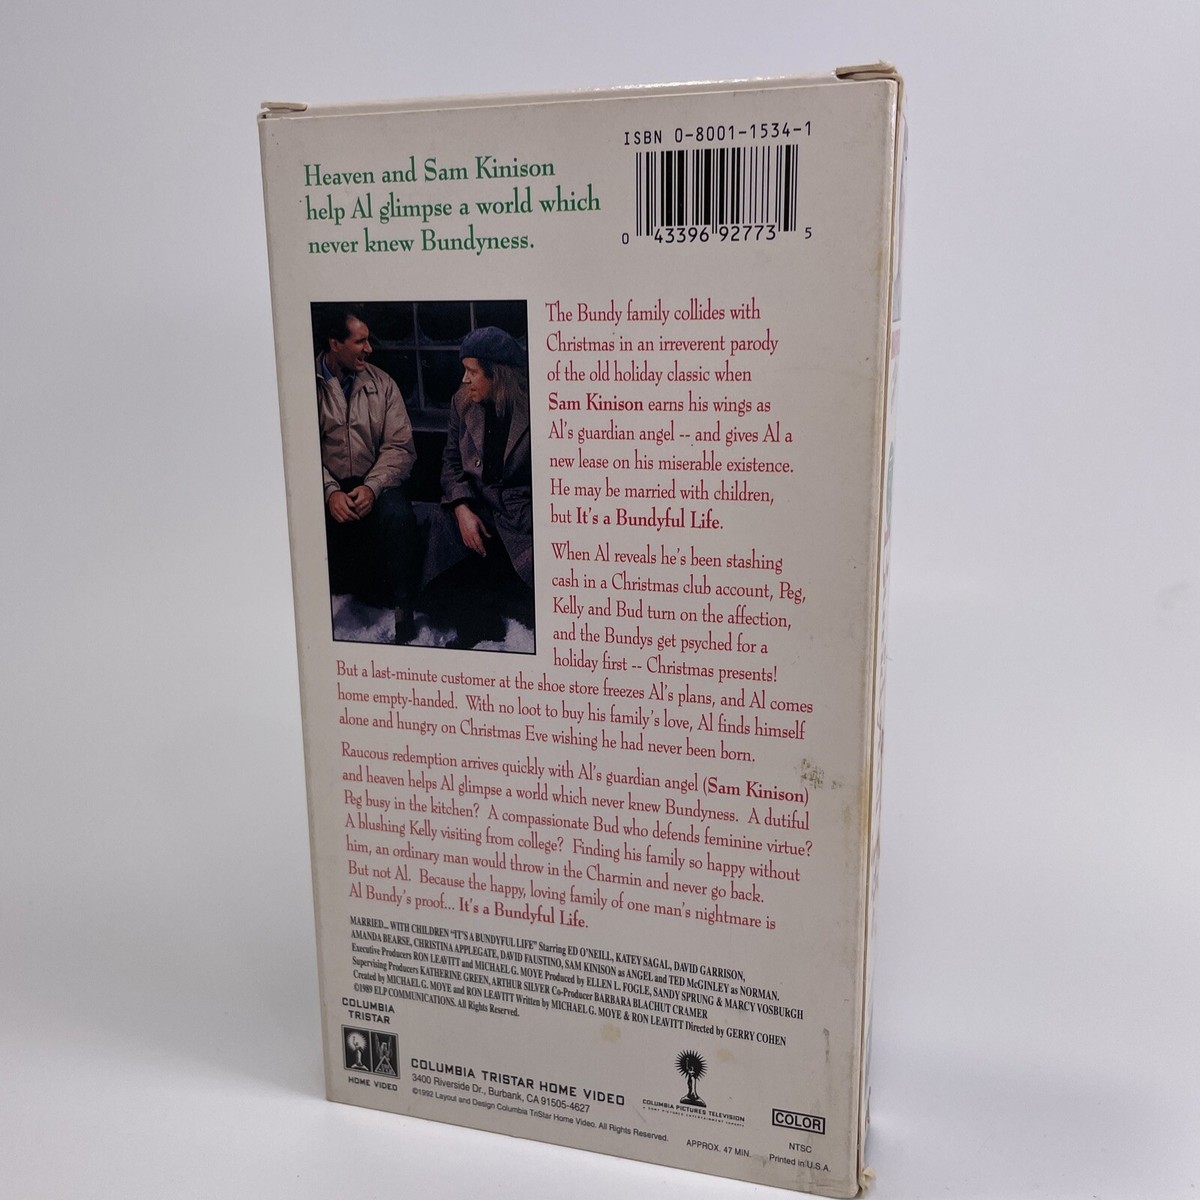 ISBN 0-8001-1534-1
0 43396 92773 5
Heaven and Sam Kinison
help Al glimpse a world which
never knew Bundyness.
The Bundy family collides with
Christmas in an irreverent parody
of the old holiday classic when
Sam Kinison earns his wings as
Al's guardian angel -- and gives Al a
new lease on his miserable existence.
He may be married with children,
but It's a Bundyful Life.
When Al reveals he's been stashing
cash in a Christmas club account, Peg,
Kelly and Bud turn on the affection,
and the Bundys get psyched for a
holiday first -- Christmas presents!
But a last-minute customer at the shoe store freezes Al's plans, and Al comes
home empty-handed. With no loot to buy his family's love, Al finds himself
alone and hungry on Christmas Eve wishing he had never been born.
Raucous redemption arrives quickly with Al's guardian angel (Sam Kinison)
and heaven helps Al glimpse a world which never knew Bundyness. A dutiful
Peg busy in the kitchen? A compassionate Bud who defends feminine virtue?
A blushing Kelly visiting from college? Finding his family so happy without
him, an ordinary man would throw in the Charmin and never go back.
But not Al. Because the happy, loving family of one man's nightmare is
Al Bundy's proof... It's a Bundyful Life.
MARRIED... WITH CHILDREN "IT'S A BUNDYFUL LIFE" Starring ED O'NEILL, KATEY SAGAL, DAVID GARRISON,
AMANDA BEARSE, CHRISTINA APPLEGATE, DAVID FAUSTINO, SAM KINISON as ANGEL and TED McGINLEY as NORMAN.
Executive Producers RON LEAVITT and MICHAEL G. MOYE Produced by ELLEN L. FOGLE, SANDY SPRUNG & MARCY VOSBURGH
Supervising Producers KATHERINE GREEN, ARTHUR SILVER Co-Producer BARBARA BLACHUT CRAMER
Created by MICHAEL G. MOYE and RON LEAVITT Written by MICHAEL G. MOYE & RON LEAVITT Directed by GERRY COHEN
©1989 ELP COMMUNICATIONS. All Rights Reserved.
COLUMBIA
TRISTAR
HOME VIDEO
COLUMBIA TRISTAR HOME VIDEO
3400 Riverside Dr., Burbank, CA 91505-4627
©1992 Layout and Design Columbia TriStar Home Video. All Rights Reserved.
COLUMBIA PICTURES TELEVISION
A SONY PICTURES ENTERTAINMENT COMPANY
APPROX. 47 MIN.
COLOR
NTSC
Printed in U.S.A.